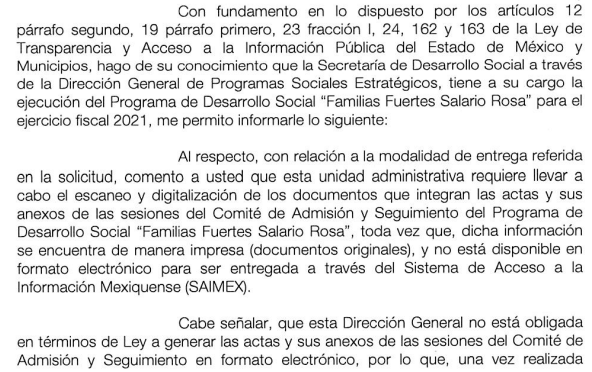 Con fundamento en lo dispuesto por los artículos 12
párrafo segundo, 19 párrafo primero, 23 fracción I, 24, 162 y 163 de la Ley de
Transparencia y Acceso a la Información Pública del Estado de México y
Municipios, hago de su conocimiento que la Secretaría de Desarrollo Social a través
de la Dirección General de Programas Sociales Estratégicos, tiene a su cargo la
ejecución del Programa de Desarrollo Social “Familias Fuertes Salario Rosa” para el
ejercicio fiscal 2021, me permito informarle lo siguiente:
Al respecto, con relación a la modalidad de entrega referida
en la solicitud, comento a usted que esta unidad administrativa requiere llevar a
cabo el escaneo y digitalización de los documentos que integran las actas y sus
anexos de las sesiones del Comité de Admisión y Seguimiento del Programa de
Desarrollo Social “Familias Fuertes Salario Rosa”, toda vez que, dicha información
se encuentra de manera impresa (documentos originales), y no está disponible en
formato electrónico para ser entregada a través del Sistema de Acceso a la
Información Mexiquense (SAIMEX).
Cabe señalar, que esta Dirección General no está obligada
en términos de Ley a generar las actas y sus anexos de las sesiones del Comité de
Admisión y Seguimiento en formato electrónico, por lo que, una vez realizada